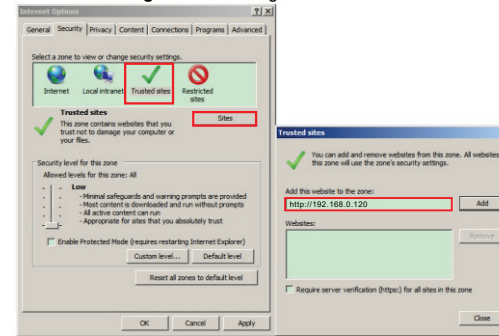 Internet Options
General Security Privacy Content Connections Programs Advanced
Select a zone to view or change security settings.
Internet Local intranet Trusted sites Restricted sites
Trusted sites
This zone contains websites that you
trust not to damage your computer or
your files.
Sites
Security level for this zone
Allowed levels for this zone: All
Low
- Minimal safeguards and warning prompts are provided
- Most content is downloaded and run without prompts
- All active content can run
- Appropriate for sites that you absolutely trust
Enable Protected Mode (requires restarting Internet Explorer)
Custom level... Default level
Reset all zones to default level
OK Cancel Apply
Trusted sites
You can add and remove websites from this zone. All websites
this zone will use the zone's security settings.
Add this website to the zone:
http://192.168.0.120 Add
Websites:
Remove
Require server verification (https:) for all sites in this zone
Close